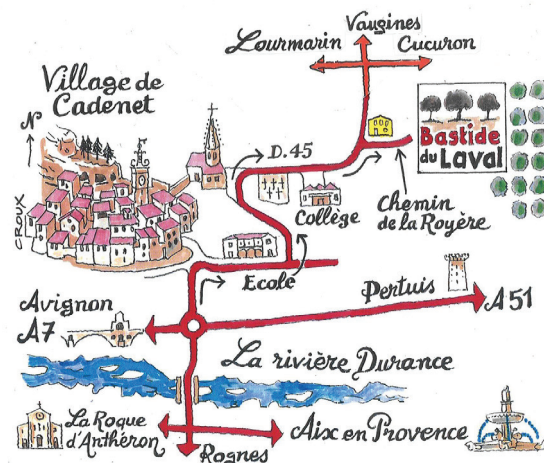 Vaugines
Lourmarin
Cucuron
Village de
Cadenet
N
D.45
Bastide
du Laval
CROUX
Collège
Chemin
de la Royère
Ecole
Pertuis
A 51
Avignon
A7
La rivière Durance
La Roque
d'Anthéron
Rognes
Aix en Provence